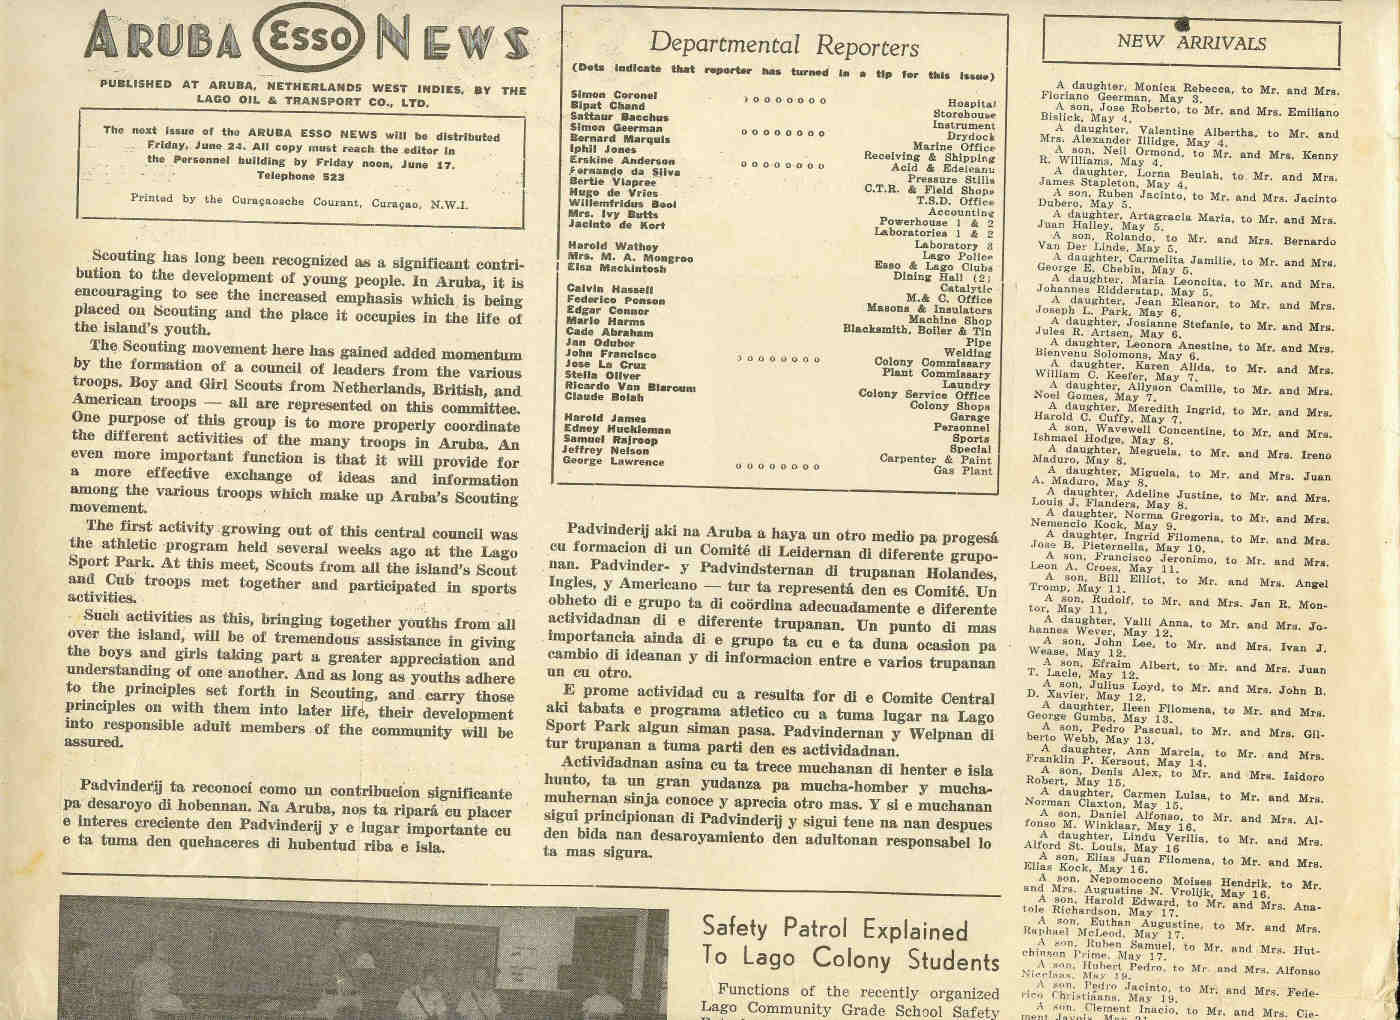 ARUBA Esso NEWS
PUBLISHED AT ARUBA, NETHERLANDS WEST INDIES, BY THE
LAGO OIL & TRANSPORT CO., LTD.
The next issue of the ARUBA ESSO NEWS will be distributed
Friday, June 24. All copy must reach the editor in
the Personnel building by Friday noon, June 17.
Telephone 523
Printed by the Curaçaosche Courant, Curaçao, N.W.I.
Scouting has long been recognized as a significant contri-
bution to the development of young people. In Aruba, it is
encouraging to see the increased emphasis which is being
placed on Scouting and the place it occupies in the life of
the island's youth.
The Scouting movement here has gained added momentum
by the formation of a council of leaders from the various
troops. Boy and Girl Scouts from Netherlands, British, and
American troops — all are represented on this committee.
One purpose of this group is to more properly coordinate
the different activities of the many troops in Aruba. An
even more important function is that it will provide for
a more effective exchange of ideas and information
among the various troops which make up Aruba's Scouting
movement.
The first activity growing out of this central council was
the athletic program held several weeks ago at the Lago
Sport Park. At this meet, Scouts from all the island's Scout
and Cub troops met together and participated in sports
activities.
Such activities as this, bringing together youths from all
over the island, will be of tremendous assistance in giving
the boys and girls taking part a greater appreciation and
understanding of one another. And as long as youths adhere
to the principles set forth in Scouting, and carry those
principles on with them into later life, their development
into responsible adult members of the community will be
assured.
Padvinderij ta reconocí como un contribucion significante
pa desaroyo di hobennan. Na Aruba, nos ta ripará cu placer
e interes creciente den Padvinderij y e lugar importante cu
e ta tuma den quehaceres di hubentud riba e isla.
Departmental Reporters
(Dots indicate that reporter has turned in a tip for this issue)
Simon Coronel oooooooo Hospital
Bipat Chand Storehouse
Sattaur Bacchus Instrument
Simon Geerman oooooooo Drydock
Bernard Marquis Marine Office
Iphil Jones Receiving & Shipping
Erskine Anderson oooooooo Acid & Edeleanu
Fernando da Silva Pressure Stills
Bertie Viapree C.T.R. & Field Shops
Hugo de Vries T.S.D. Office
Willemfridus Bool Accounting
Mrs. Ivy Butts Powerhouse 1 & 2
Jacinto de Kort Laboratories 1 & 2
Harold Wathey Laboratory 3
Mrs. M. A. Mongroo Lago Police
Elsa Mackintosh Esso & Lago Clubs
Dining Hall (2)
Calvin Hassell Catalytic
Federico Ponson M.& C. Office
Edgar Connor Masons & Insulators
Mario Harms Machine Shop
Cade Abraham Blacksmith, Boiler & Tin
Jan Oduber Pipe
John Francisco oooooooo Welding
Jose La Cruz Colony Commissary
Stella Oliver Plant Commissary
Ricardo Van Blarcum Laundry
Claude Bolah Colony Service Office
Colony Shops
Harold James Garage
Edney Huckleman Personnel
Samuel Rajroop Sports
Jeffrey Nelson Special
George Lawrence Carpenter & Paint
oooooooo Gas Plant
Padvinderij aki na Aruba a haya un otro medio pa progesá
cu formacion di un Comité di Leidernan di diferente grupo-
nan. Padvinder- y Padvindsternan di trupanan Holandes,
Ingles, y Americano — tur ta representá den es Comité. Un
obheto di e grupo ta di coördina adecuadamente e diferente
actividadnan di e diferente trupanan. Un punto di mas
importancia ainda di e grupo ta cu e ta duna ocasion pa
cambio di ideanan y di informacion entre e varios trupanan
un cu otro.
E prome actividad cu a resulta for di e Comite Central
aki tabata e programa atletico cu a tuma lugar na Lago
Sport Park algun siman pasa. Padvindernan y Welpnan di
tur trupanan a tuma parti den es actividadnan.
Actividadnan asina cu ta trece muchanan di henter e isla
hunto, ta un gran yudanza pa mucha-homber y mucha-
muhernan sinja conoce y aprecia otro mas. Y si e muchanan
sigui principionan di Padvinderij y sigui tene na nan despues
den bida nan desaroyamiento den adultonan responsabel lo
ta mas sigura.
Safety Patrol Explained
To Lago Colony Students
Functions of the recently organized
Lago Community Grade School Safety
NEW ARRIVALS
A daughter, Monica Rebecca, to Mr. and Mrs.
Floriano Geerman, May 3.
A son, Jose Roberto, to Mr. and Mrs. Emiliano
Bislick, May 4,
A daughter, Valentine Albertha, to Mr. and
Mrs. Alexander Illidge, May 4.
A son, Neil Ormond, to Mr. and Mrs. Kenny
R. Williams, May 4.
A daughter, Lorna Beulah, to Mr. and Mrs.
James Stapleton, May 4.
A son, Ruben Jacinto, to Mr. and Mrs. Jacinto
Dubero, May 5.
A daughter, Artagracia Maria, to Mr. and Mrs.
Juan Halley, May 5.
A son, Rolando, to Mr. and Mrs. Bernardo
Van Der Linde, May 5.
A daughter, Carmelita Jamilie, to Mr. and Mrs.
George E. Chebin, May 5.
A daughter, Maria Leoncita, to Mr. and Mrs.
Johannes Ridderstap, May 5.
A daughter, Jean Eleanor, to Mr. and Mrs.
Joseph L. Park, May 6.
A daughter, Josianne Stefanie, to Mr. and Mrs.
Jules R. Artsen, May 6.
A daughter, Leonora Anestine, to Mr. and Mrs.
Bienvenu Solomons, May 6.
A daughter, Karen Alida, to Mr. and Mrs.
William C. Keefer, May 7.
A daughter, Allyson Camille, to Mr. and Mrs.
Noel Gomes, May 7.
A daughter, Meredith Ingrid, to Mr. and Mrs.
Harold C. Cuffy, May 7.
A son, Wavewell Concentine, to Mr. and Mrs.
Ishmael Hodge, May 8.
A daughter, Meguela, to Mr. and Mrs. Ireno
Maduro, May 8.
A daughter, Miguela, to Mr. and Mrs. Juan
A. Maduro, May 8.
A daughter, Adeline Justine, to Mr. and Mrs.
Louis J. Flanders, May 8.
A daughter, Norma Gregoria, to Mr. and Mrs.
Nemencio Kock, May 9.
A daughter, Ingrid Filomena, to Mr. and Mrs.
Jose B. Pieternella, May 10,
A son, Francisco Jeronimo, to Mr. and Mrs.
Leon A. Croes, May 11.
A son, Bill Elliot, to Mr. and Mrs. Angel
Tromp, May 11.
A son, Rudolf, to Mr. and Mrs. Jan R. Mon-
tor, May 11.
A daughter, Valli Anna, to Mr. and Mrs. Jo-
hannes Wever, May 12.
A son, John Lee, to Mr. and Mrs. Ivan J.
Wease, May 12.
A son, Efraim Albert, to Mr. and Mrs. Juan
T. Lacle, May 12.
A son, Julius Loyd, to Mr. and Mrs. John B.
D. Xavier, May 12.
A daughter, Ileen Filomena, to Mr. and Mrs.
George Gumbs, May 13.
A son, Pedro Pascual, to Mr. and Mrs. Gil-
berto Webb, May 13.
A daughter, Ann Marcia, to Mr. and Mrs.
Franklin P. Kersout, May 14.
A son, Denis Alex, to Mr. and Mrs. Isidoro
Robert, May 15.
A daughter, Carmen Luisa, to Mr. and Mrs.
Norman Claxton, May 15.
A son, Daniel Alfonso, to Mr. and Mrs. Al-
fonso M. Winklaar, May 16.
A daughter, Lindu Verilia, to Mr. and Mrs.
Alford St. Louis, May 16
A son, Elias Juan Filomena, to Mr. and Mrs.
Elias Kock, May 16.
A son, Nepomoceno Moises Hendrik, to Mr.
and Mrs. Augustine N. Vrolijk, May 16.
A son, Harold Edward, to Mr. and Mrs. Ana-
tole Richardson, May 17.
A son, Euthan Augustine, to Mr. and Mrs.
Raphael McLeod, May 17.
A son, Ruben Samuel, to Mr. and Mrs. Hut-
chinson Prime, May 17.
A son, Hubert Pedro, to Mr. and Mrs. Alfonso
Nicolaas, May 19.
A son, Pedro Jacinto, to Mr. and Mrs. Fede-
rico Christiaans, May 19.
A son, Clement Inacio, to Mr. and Mrs. Cle-